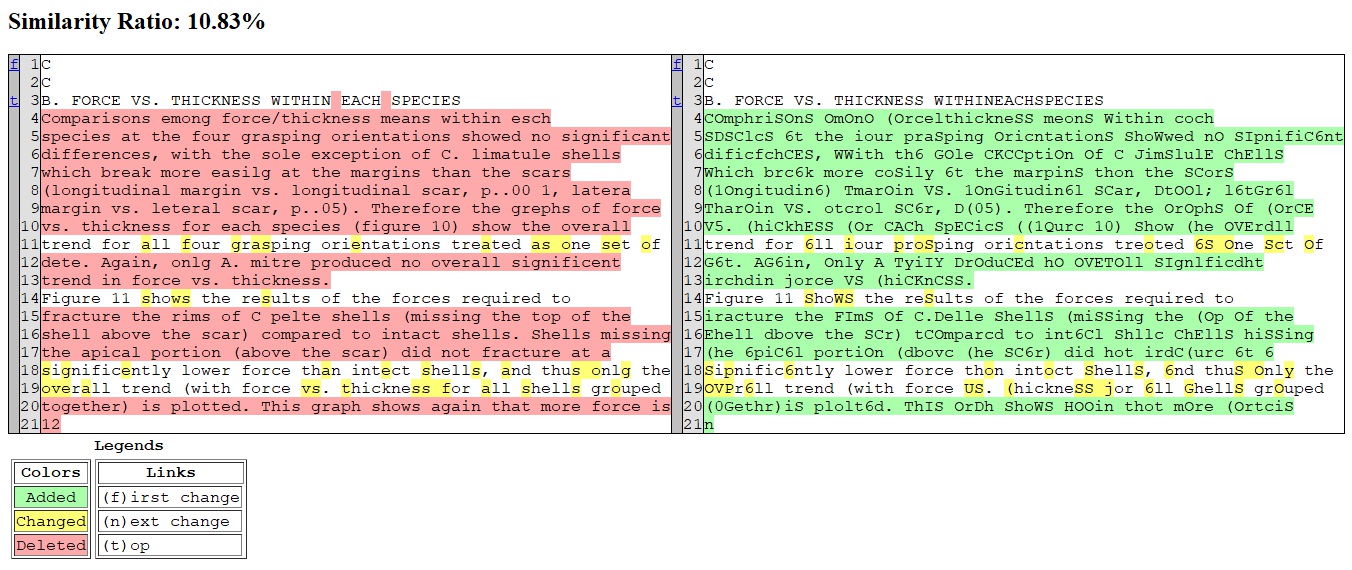 Similarity Ratio: 10.83%
f 1 C f 1 C
2 C 2 C
t 3 B. FORCE VS. THICKNESS WITHIN EACH SPECIES t 3 B. FORCE VS. THICKNESS WITHINEACHSPECIES
4 Comparisons emong force/thickness means within esch 4 COmphriSOnS OmOnO (OrcelthickneSS meonS Within coch
5 species at the four grasping orientations showed no significant 5 SDSClcS 6t the iour praSping OricntationS ShoWwed nO SIpnifiC6nt
6 differences, with the sole exception of C. limatule shells 6 dificfchCES, WWith th6 GOle CKCCptiOn Of C JimSlulE ChEllS
7 which break more easilg at the margins than the scars 7 Which brc6k more coSily 6t the marpinS thon the SCorS
8 (longitudinal margin vs. longitudinal scar, p..00 1, latera 8 (1Ongitudin6) TmarOin VS. 1OnGitudin6l SCar, DtOOl; l6tGr6l
9 margin vs. leteral scar, p..05). Therefore the grephs of force 9 TharOin VS. otcrol SC6r, D(05). Therefore the OrOphS Of (OrCE
10 vs. thickness for each species (figure 10) show the overall 10 V5. (hiCkhESS (Or CACh SpECicS ((1Qurc 10) Show (he OVErdll
11 trend for all four grasping orientations treated as one set of 11 trend for 6ll iour proSping oricntations treoted 6S One Sct Of
12 dete. Again, onlg A. mitre produced no overall significant 12 G6t. AG6in, Only A TyiIY DrOduCEd hO OVETOll SIgnlficdht
13 trend in force vs. thickness. 13 irchdin jorce VS (hiCKnCSS.
14 Figure 11 shows the results of the forces required to 14 Figure 11 ShoWS the reSults of the forces required to
15 fracture the rims of C pelte shells (missing the top of the 15 iracture the FImS Of C.Delle ShellS (miSSing the (Op Of the
16 shell above the scar) compared to intact shells. Shells missing 16 Ehell dbove the SCr) tCOmparcd to int6Cl Shllc ChEllS hiSSing
17 the apical portion (above the scar) did not fracture at a 17 (he 6piC6l portiOn (dbovc (he SC6r) did hot irdC(urc 6t 6
18 significently lower force than intect shells, and thus onlg the 18 Sipnific6ntly lower force thon intoct ShellS, 6nd thuS Only the
19 overall trend (with force vs. thickness for all shells grouped 19 OVPr6ll trend (with force US. (hickneSS jor 6ll GhellS grOuped
20 together) is plotted. This graph shows again that more force is 20 (0Gethr)iS plolt6d. ThIS OrDh ShoWS HOOin thot mOre (OrtciS
21 12 21 n
Legends
Colors Links
Added (f)irst change
Changed (n)ext change
Deleted (t)op